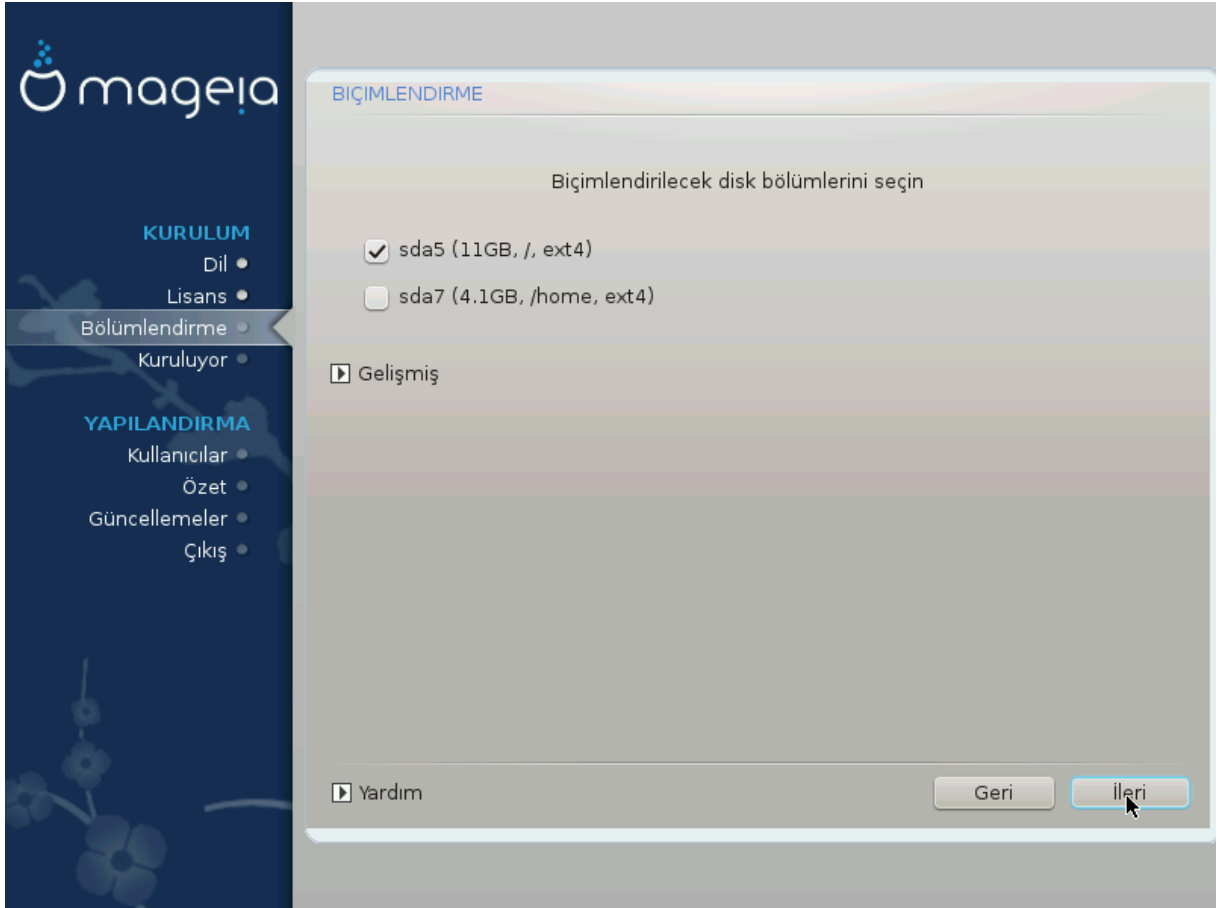 mageia
KURULUM
Dil
Lisans
Bölümlendirme
Kuruluyor
YAPILANDIRMA
Kullanıcılar
Özet
Güncellemeler
Çıkış
BIÇIMLENDIRME
Biçimlendirilecek disk bölümlerini seçin
sda5 (11GB, /, ext4)
sda7 (4.1GB, /home, ext4)
Gelişmiş
Yardım
Geri
İleri